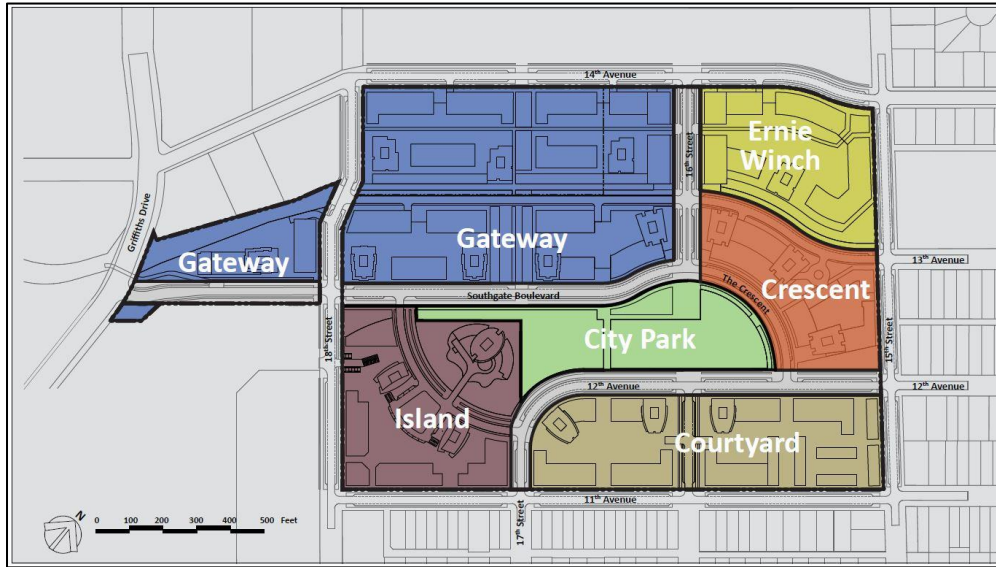 14th Avenue
Ernie
Winch
16th Street
Griffiths Drive
Gateway
Gateway
13th Avenue
Crescent
The Crescent
Southgate Boulevard
City Park
18th Street
15th Street
12th Avenue
12th Avenue
Island
Courtyard
11th Avenue
17th Street
N
0 100 200 300 400 500 Feet